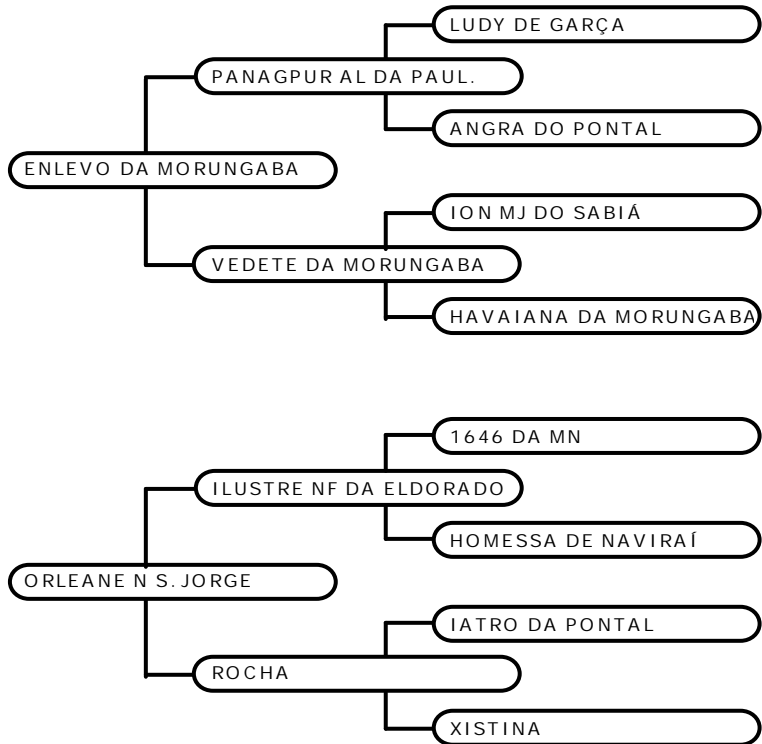 LUDY DE GARÇA
PANAGPUR AL DA PAUL.
ANGRA DO PONTAL
ENLEVO DA MORUNGABA
ION MJ DO SABIÁ
VEDETE DA MORUNGABA
HAVAIANA DA MORUNGABA
1646 DA MN
ILUSTRE NF DA ELDORADO
HOMESSA DE NAVIRAÍ
ORLEANE N S. JORGE
IATRO DA PONTAL
ROCHA
XISTINA